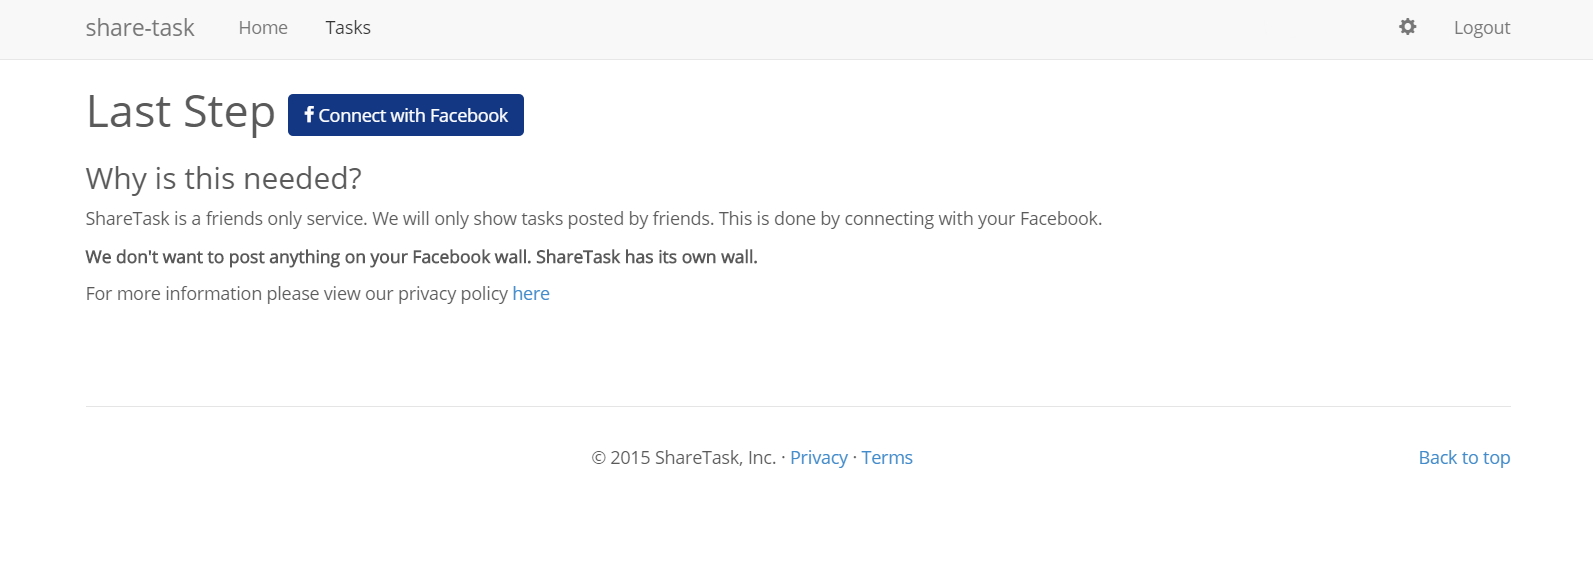 share-task Home Tasks Logout
Last Step Connect with Facebook
Why is this needed?
ShareTask is a friends only service. We will only show tasks posted by friends. This is done by connecting with your Facebook.
We don't want to post anything on your Facebook wall. ShareTask has its own wall.
For more information please view our privacy policy here
© 2015 ShareTask, Inc. · Privacy · Terms Back to top